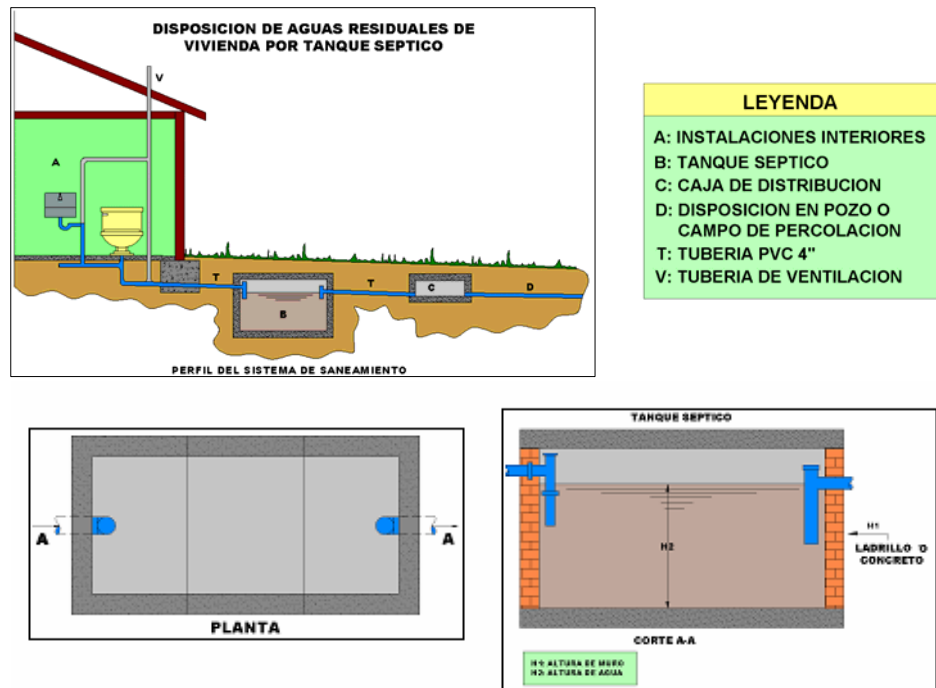 DISPOSICION DE AGUAS RESIDUALES DE
VIVIENDA POR TANQUE SEPTICO
V
A
T
T
C
D
B
PERFIL DEL SISTEMA DE SANEAMIENTO
LEYENDA
A: INSTALACIONES INTERIORES
B: TANQUE SEPTICO
C: CAJA DE DISTRIBUCION
D: DISPOSICION EN POZO O
CAMPO DE PERCOLACION
T: TUBERIA PVC 4"
V: TUBERIA DE VENTILACION
A
A
PLANTA
TANQUE SEPTICO
H1
H2
LADRILLO 'O
CONCRETO
CORTE A-A
H1: ALTURA DE MURO
H2: ALTURA DE AGUA